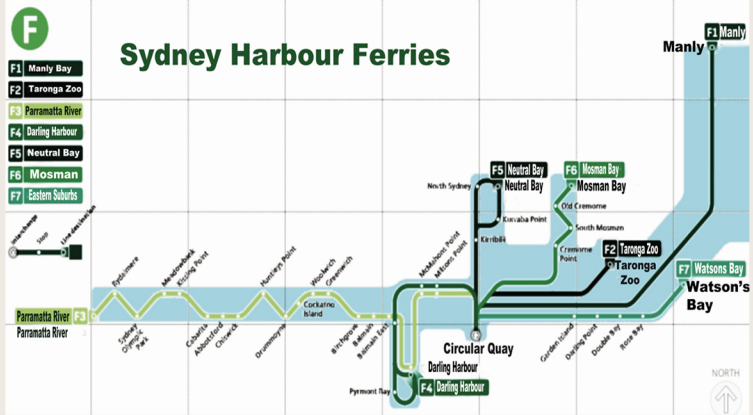 F
Sydney Harbour Ferries
F1 Manly
Manly
F1 Manly Bay
F2 Taronga Zoo
F3 Parramatta River
F4 Darling Harbour
F5 Neutral Bay
F6 Mosman
F7 Eastern Suburbs
Interchange
Stop
Line destination
F5 Neutral Bay
North Sydney
Neutral Bay
Kirribilli
F6 Mosman Bay
Mosman Bay
Old Cremorne
South Mosman
Cremorne
Point
F2 Taronga Zoo
Taronga
Zoo
F7 Watsons Bay
Watson's
Bay
Parramatta River F3
Parramatta River
Rydalmere
Sydney
Olympic
Park
Meadowbank
Kissing Point
Cabarita
Abbotsford
Chiswick
Huntleys Point
Drummoyne
Woolwich
Greenwich
Cockatoo
Island
Birchgrove
Balmain
Balmain East
McMahons Point
Milsons Point
Circular Quay
Darling Harbour
F4 Darling Harbour
Pyrmont Bay
Garden Island
Darling Point
Double Bay
Rose Bay
NORTH